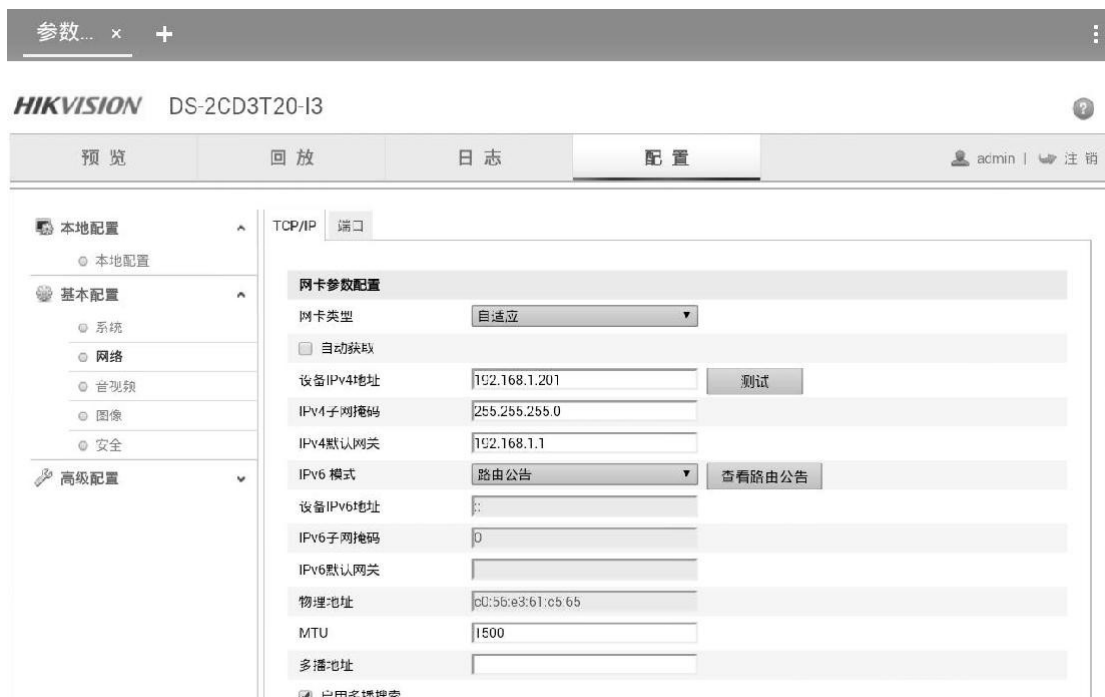 参数... × +
HIKVISION DS-2CD3T20-I3
预览 回放 日志 配置 admin | 注销
本地配置
本地配置
基本配置
系统
网络
音视频
图像
安全
高级配置
TCP/IP 端口
网卡参数配置
网卡类型 自适应
自动获取
设备IPv4地址 192.168.1.201 测试
IPv4子网掩码 255.255.255.0
IPv4默认网关 192.168.1.1
IPv6 模式 路由公告 查看路由公告
设备IPv6地址 ::
IPv6子网掩码 0
IPv6默认网关
物理地址 c0:56:e3:61:c5:65
MTU 1500
多播地址
启用多播搜索